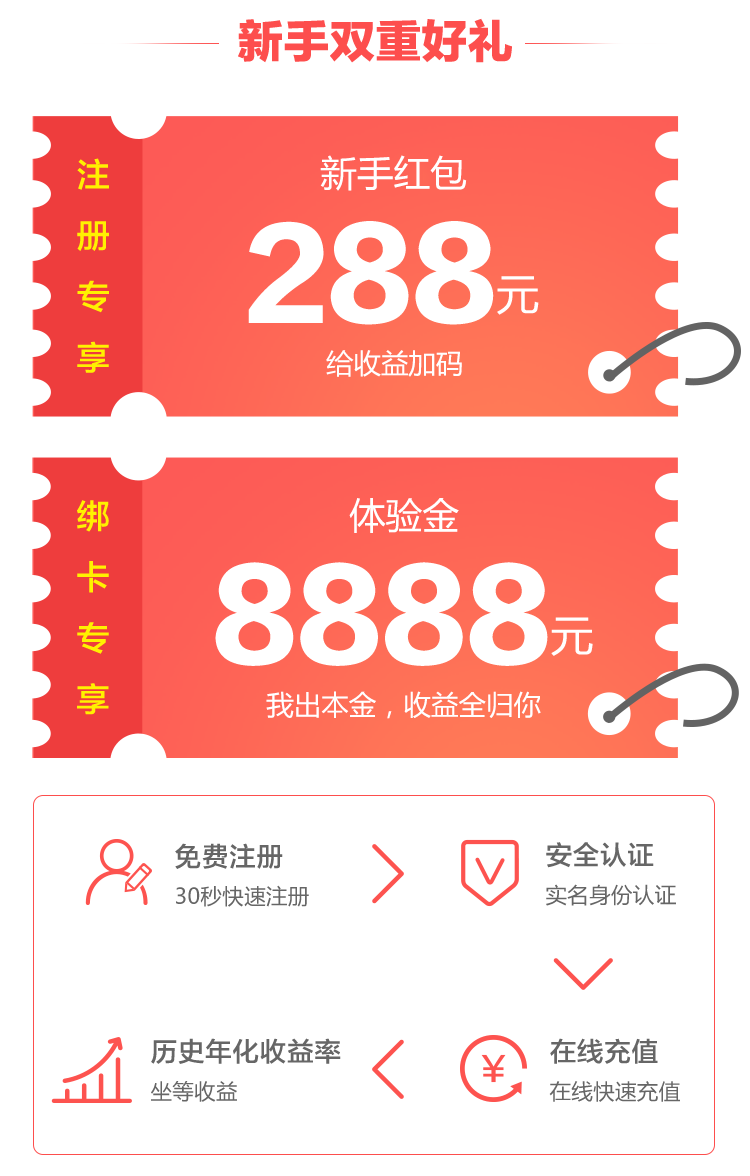 新手双重好礼
注册专享
新手红包
288元
给收益加码
绑卡专享
体验金
8888元
我出本金，收益全归你
免费注册
30秒快速注册
安全认证
实名身份认证
历史年化收益率
坐等收益
¥
在线充值
在线快速充值